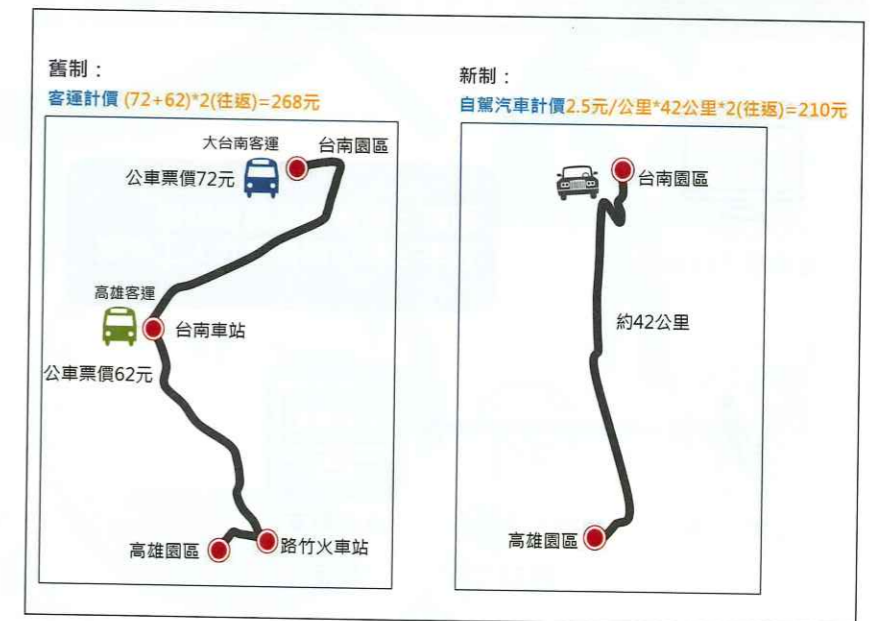 舊制：
客運計價 (72+62)*2(往返)=268元
大台南客運
台南園區
公車票價72元
高雄客運
台南車站
公車票價62元
高雄園區
路竹火車站
新制：
自駕汽車計價2.5元/公里*42公里*2(往返)=210元
台南園區
約42公里
高雄園區